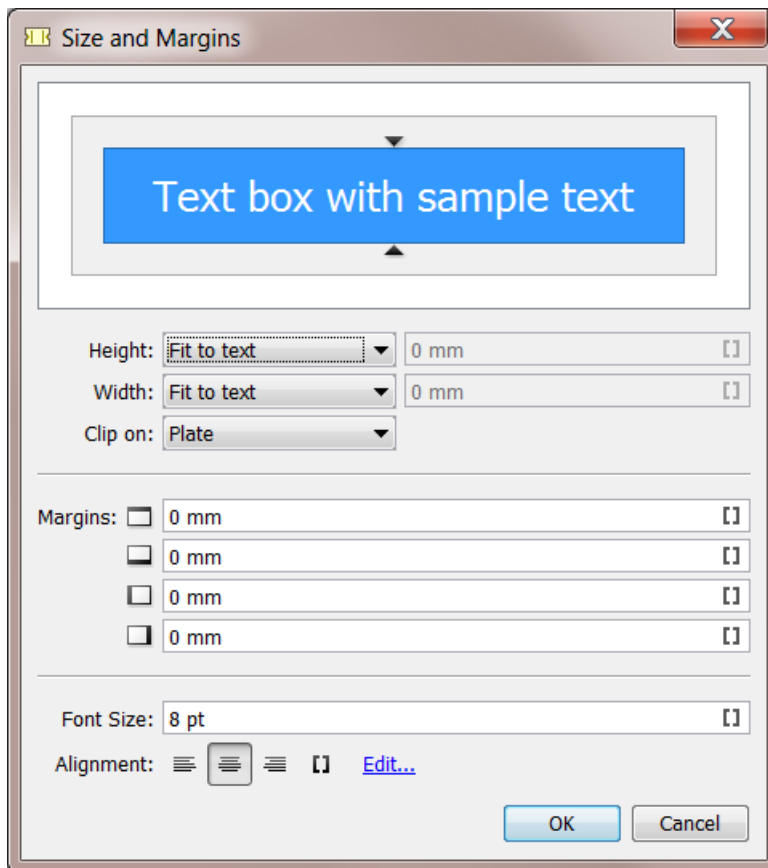 Size and Margins
Text box with sample text
Height: Fit to text 0 mm []
Width: Fit to text 0 mm []
Clip on: Plate
Margins: 0 mm []
0 mm []
0 mm []
0 mm []
Font Size: 8 pt []
Alignment: [] Edit...
OK Cancel